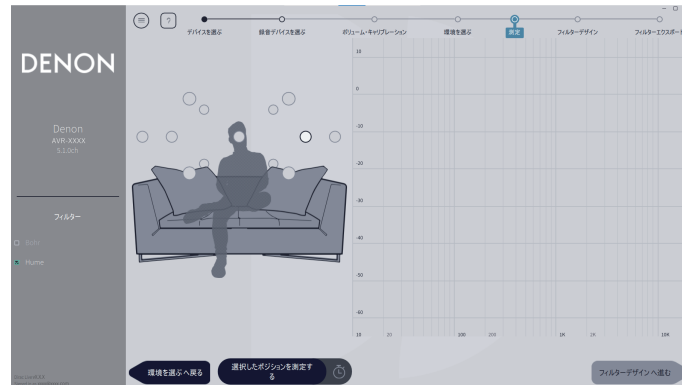 ?
デバイスを選ぶ
録音デバイスを選ぶ
ボリューム・キャリブレーション
環境を選ぶ
測定
フィルターデザイン
フィルターエクスポート
DENON
Denon
AVR-XXXX
5.1.0ch
フィルター
Bohr
Hume
10
0
-10
-20
-30
-40
-50
-60
10
20
100
200
1K
2K
10K
環境を選ぶ へ戻る
選択したポジションを測定す
る
フィルターデザイン へ進む